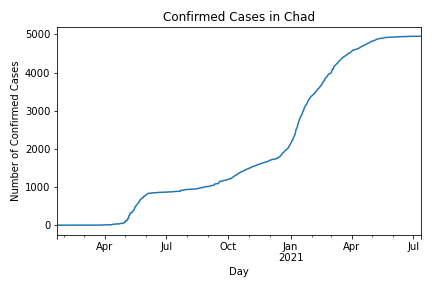 Confirmed Cases in Chad
Number of Confirmed Cases
5000
4000
3000
2000
1000
0
Apr
Jul
Oct
Jan
2021
Apr
Jul
Day